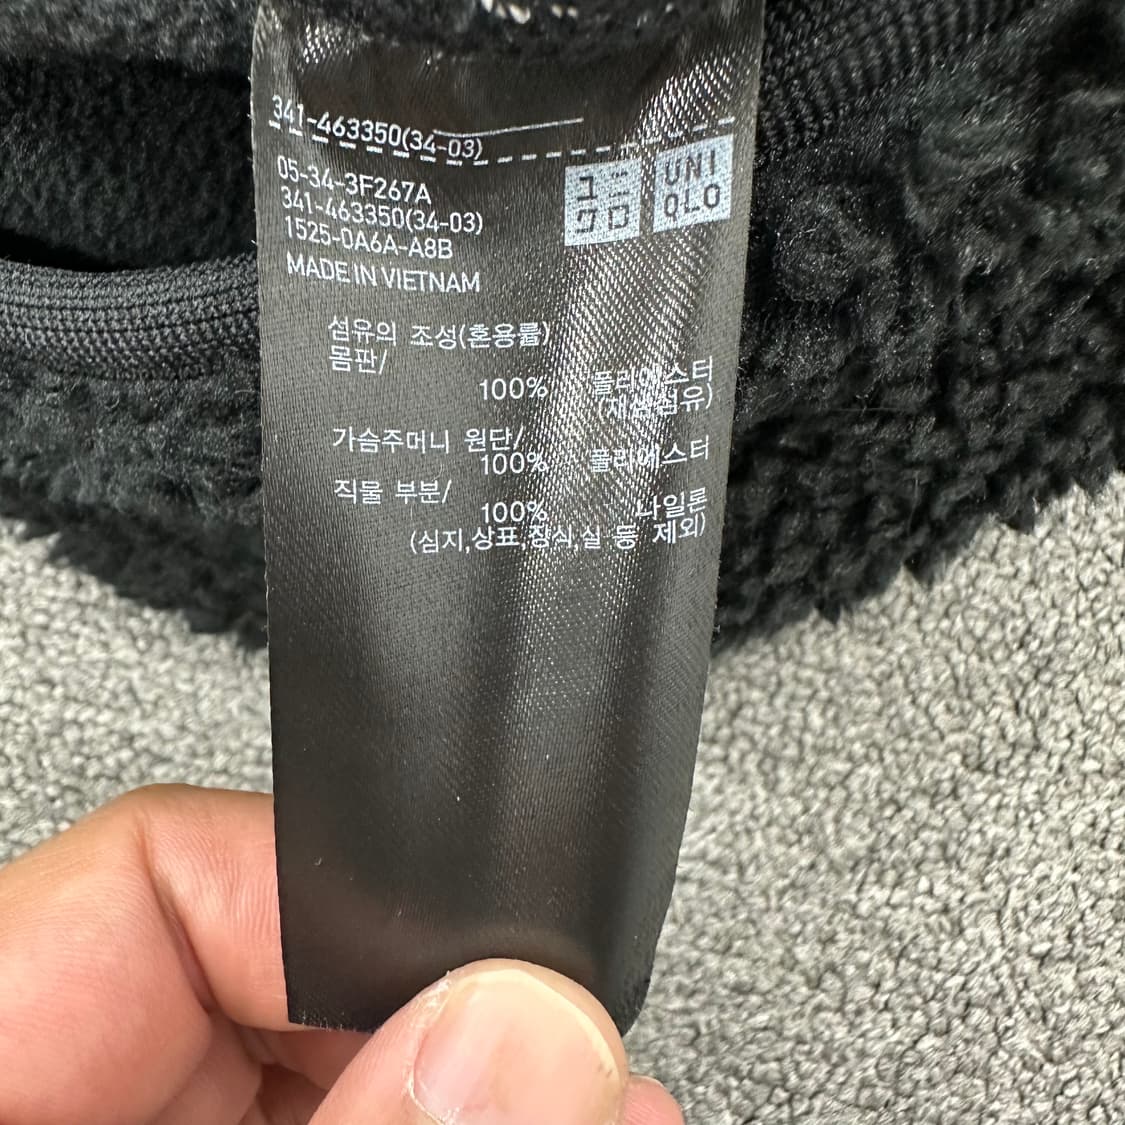 341-463350(34-03)
05-34-3F267A
341-463350(34-03)
1525-0A6A-A8B
MADE IN VIETNAM
ユニ
クロ
UNI
QLO
섬유의 조성(혼용률)
몸판/
100% 폴리에스터
(재생섬유)
가슴주머니 원단/
100% 폴리에스터
직물 부분/
100% 나일론
(심지,상표,장식,실 등 제외)